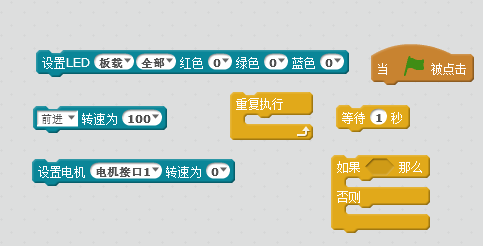 设置LED 板载 全部 红色 0 绿色 0 蓝色 0
当 被点击
前进 转速为 100
重复执行
等待 1 秒
设置电机 电机接口1 转速为 0
如果 那么
否则